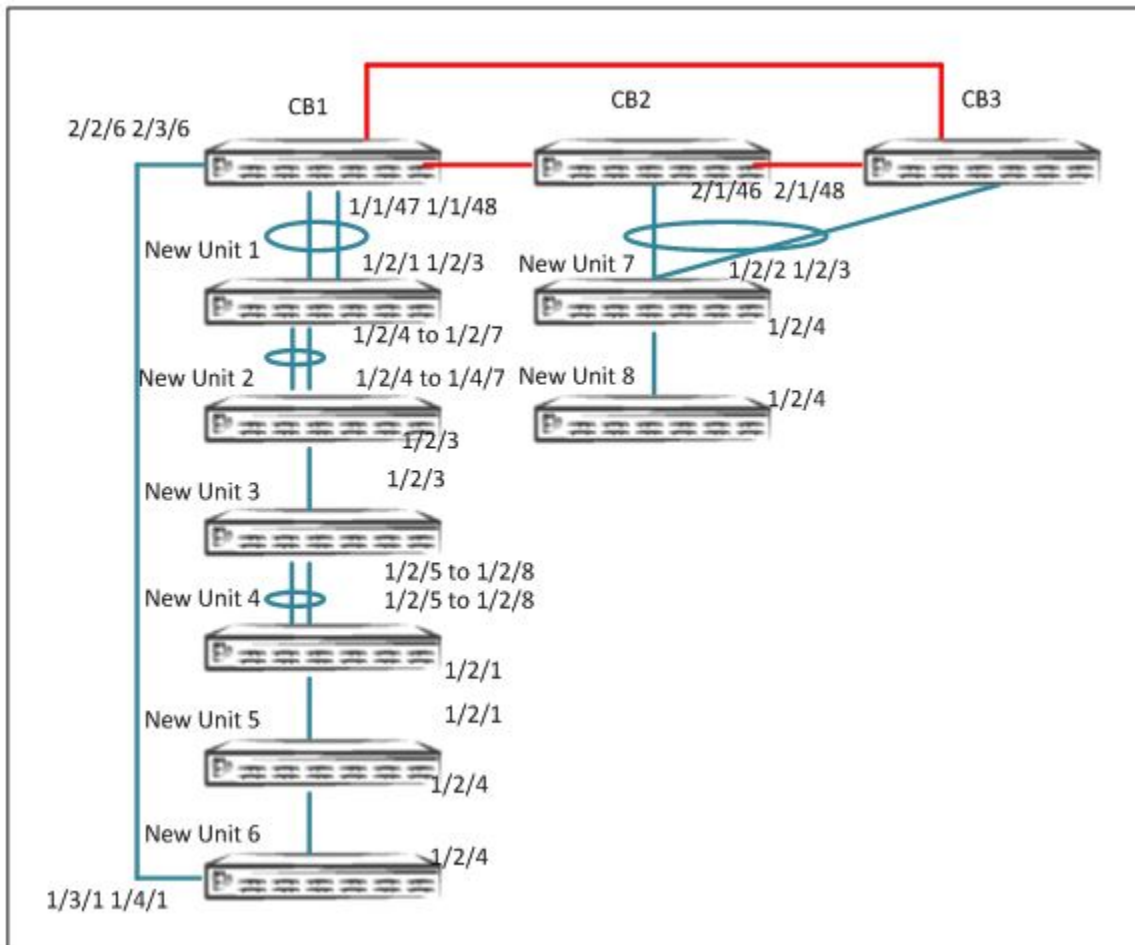 CB1
CB2
CB3
2/2/6 2/3/6
1/1/47 1/1/48
2/1/46 2/1/48
New Unit 1
1/2/1 1/2/3
New Unit 7
1/2/2 1/2/3
1/2/4 to 1/2/7
1/2/4
New Unit 2
1/2/4 to 1/4/7
New Unit 8
1/2/4
1/2/3
1/2/3
New Unit 3
1/2/5 to 1/2/8
New Unit 4
1/2/5 to 1/2/8
1/2/1
1/2/1
New Unit 5
1/2/4
New Unit 6
1/2/4
1/3/1 1/4/1